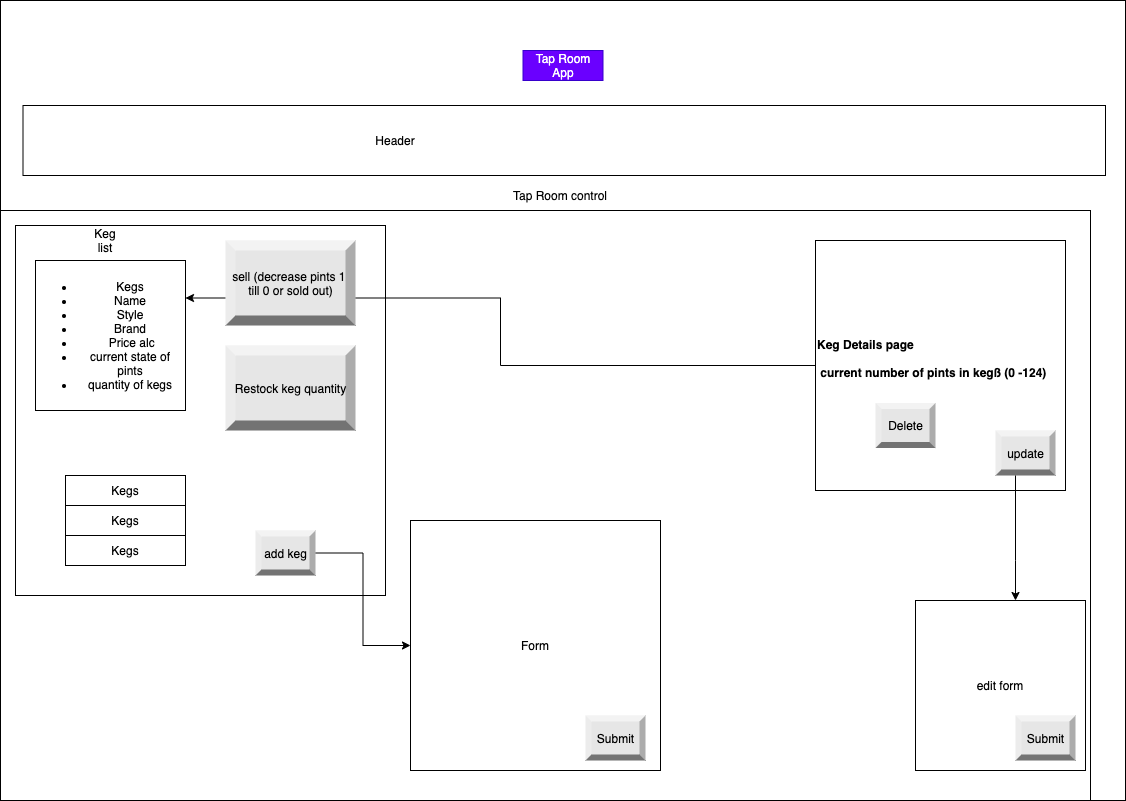 Tap Room
App
Header
Tap Room control
Keg
list
Kegs
Name
Style
Brand
Price alc
current state of
pints
quantity of kegs
sell (decrease pints 1
till 0 or sold out)
Restock keg quantity
Kegs
Kegs
Kegs
add keg
Form
Submit
Keg Details page
current number of pints in kegß (0 -124)
Delete
update
edit form
Submit